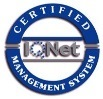 CERTIFIED
IQNet
MANAGEMENT SYSTEM